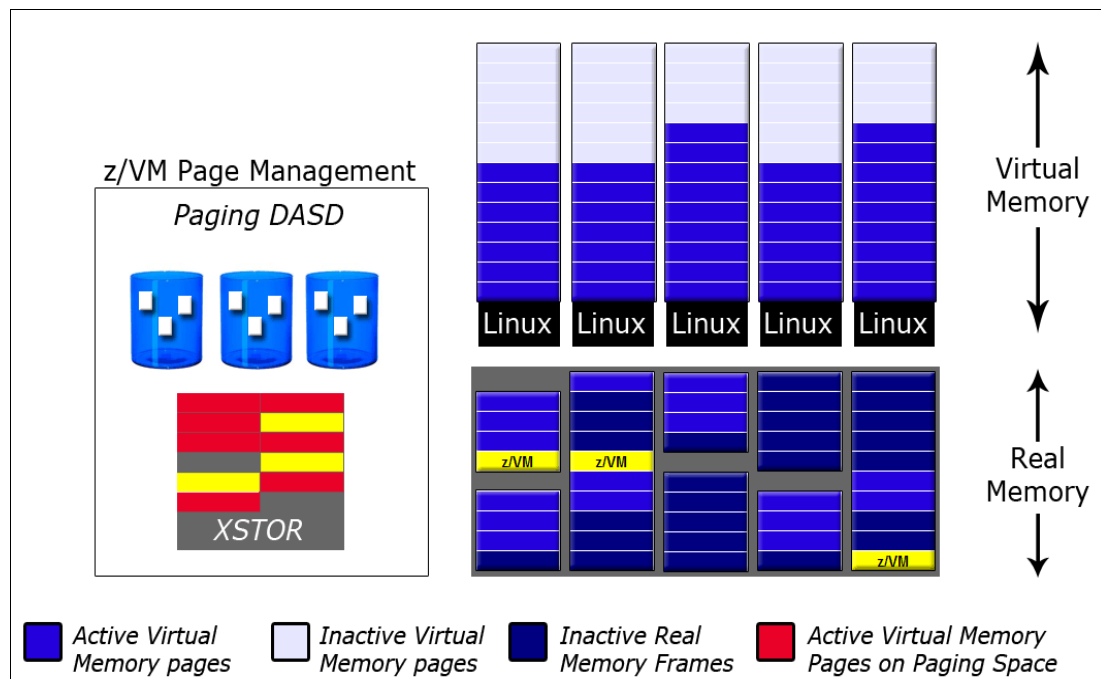 z/VM Page Management
Paging DASD
XSTOR
Linux Linux Linux Linux Linux
Virtual
Memory
z/VM z/VM
z/VM
Real
Memory
Active Virtual
Memory pages
Inactive Virtual
Memory pages
Inactive Real
Memory Frames
Active Virtual Memory
Pages on Paging Space